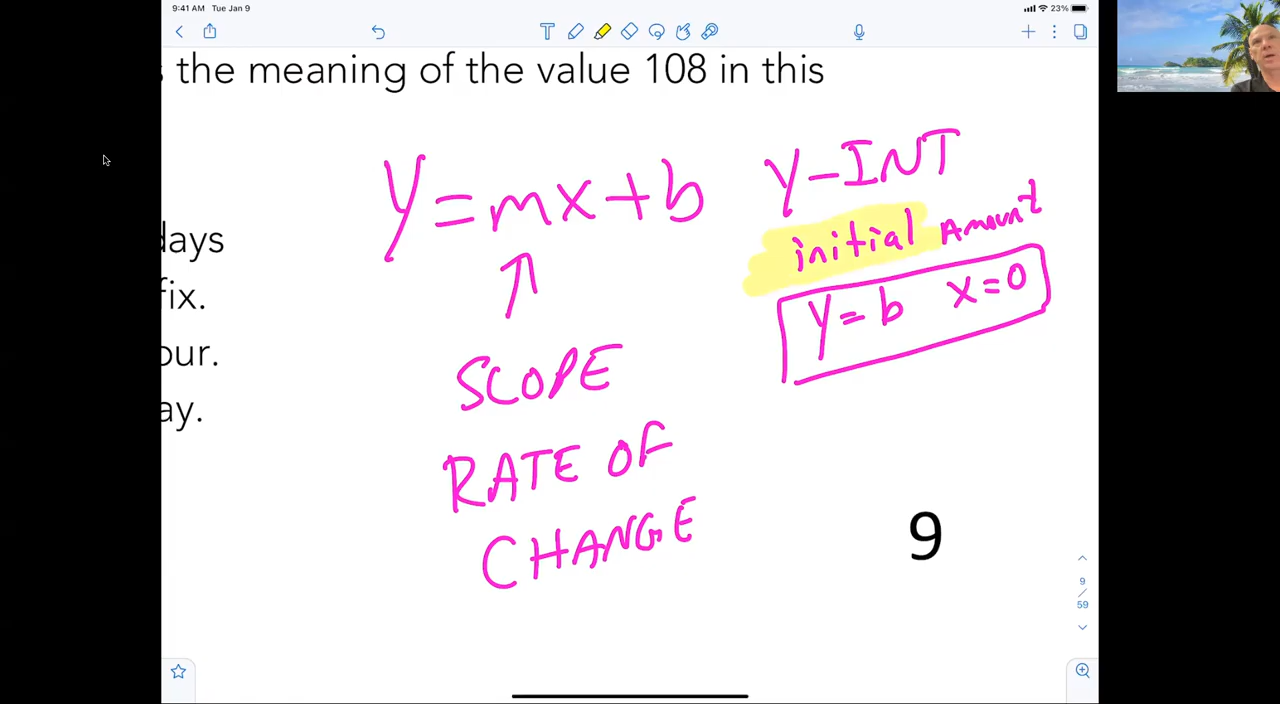 9:41 AM Tue Jan 9
23%
s the meaning of the value 108 in this
y=mx+b
y-INT
initial Amount
y=b x=0
days
fix.
our.
ay.
SCOPE
RATE OF
CHANGE
9
9
/
59